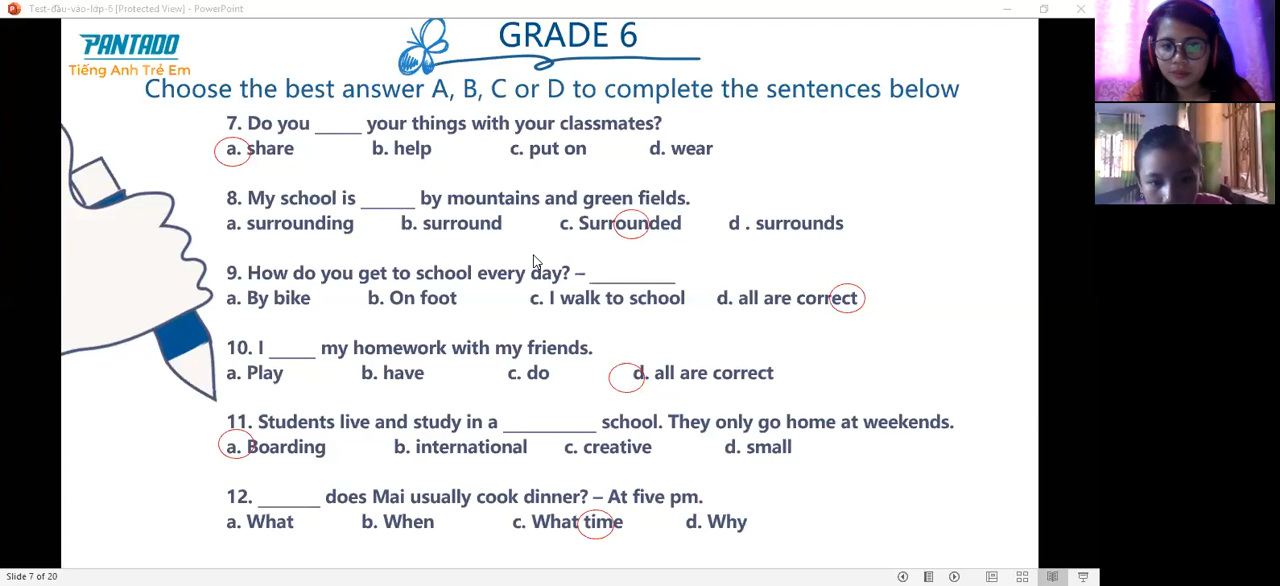 Test-đầu-vào-lớp-6 [Protected View] - PowerPoint
PANTADO
Tiếng Anh Trẻ Em
GRADE 6
Choose the best answer A, B, C or D to complete the sentences below
7. Do you _____ your things with your classmates?
a. share b. help c. put on d. wear
8. My school is ______ by mountains and green fields.
a. surrounding b. surround c. Surrounded d . surrounds
9. How do you get to school every day? – __________
a. By bike b. On foot c. I walk to school d. all are correct
10. I _____ my homework with my friends.
a. Play b. have c. do d. all are correct
11. Students live and study in a __________ school. They only go home at weekends.
a. Boarding b. international c. creative d. small
12. _______ does Mai usually cook dinner? – At five pm.
a. What b. When c. What time d. Why
Slide 7 of 20